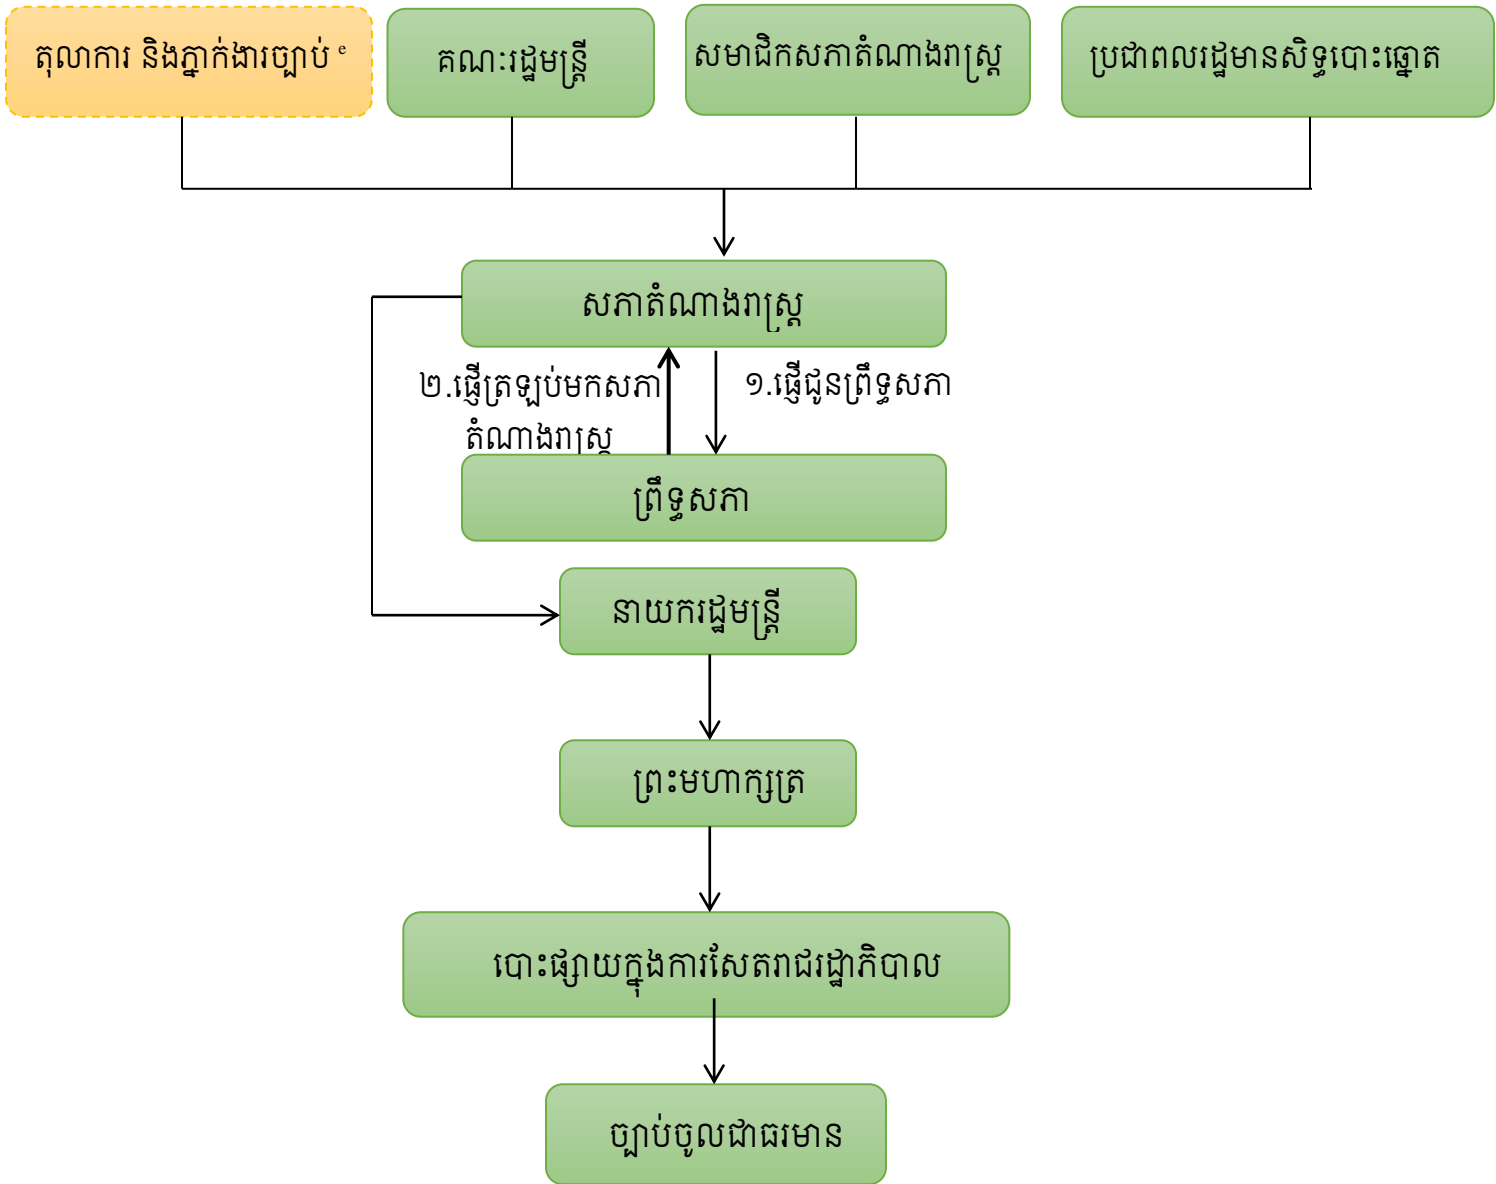 តុលាការ និងភ្នាក់ងារច្បាប់ e
គណៈរដ្ឋមន្ត្រី
សមាជិកសភាតំណាងរាស្ត្រ
ប្រជាពលរដ្ឋមានសិទ្ធបោះឆ្នោត
សភាតំណាងរាស្ត្រ
២.ផ្ញើត្រឡប់មកសភា
តំណាងរាស្ត្រ
១.ផ្ញើជូនព្រឹទ្ធសភា
ព្រឹទ្ធសភា
នាយករដ្ឋមន្ត្រី
ព្រះមហាក្សត្រ
បោះផ្សាយក្នុងការសែតរាជរដ្ឋាភិបាល
ច្បាប់ចូលជាធរមាន